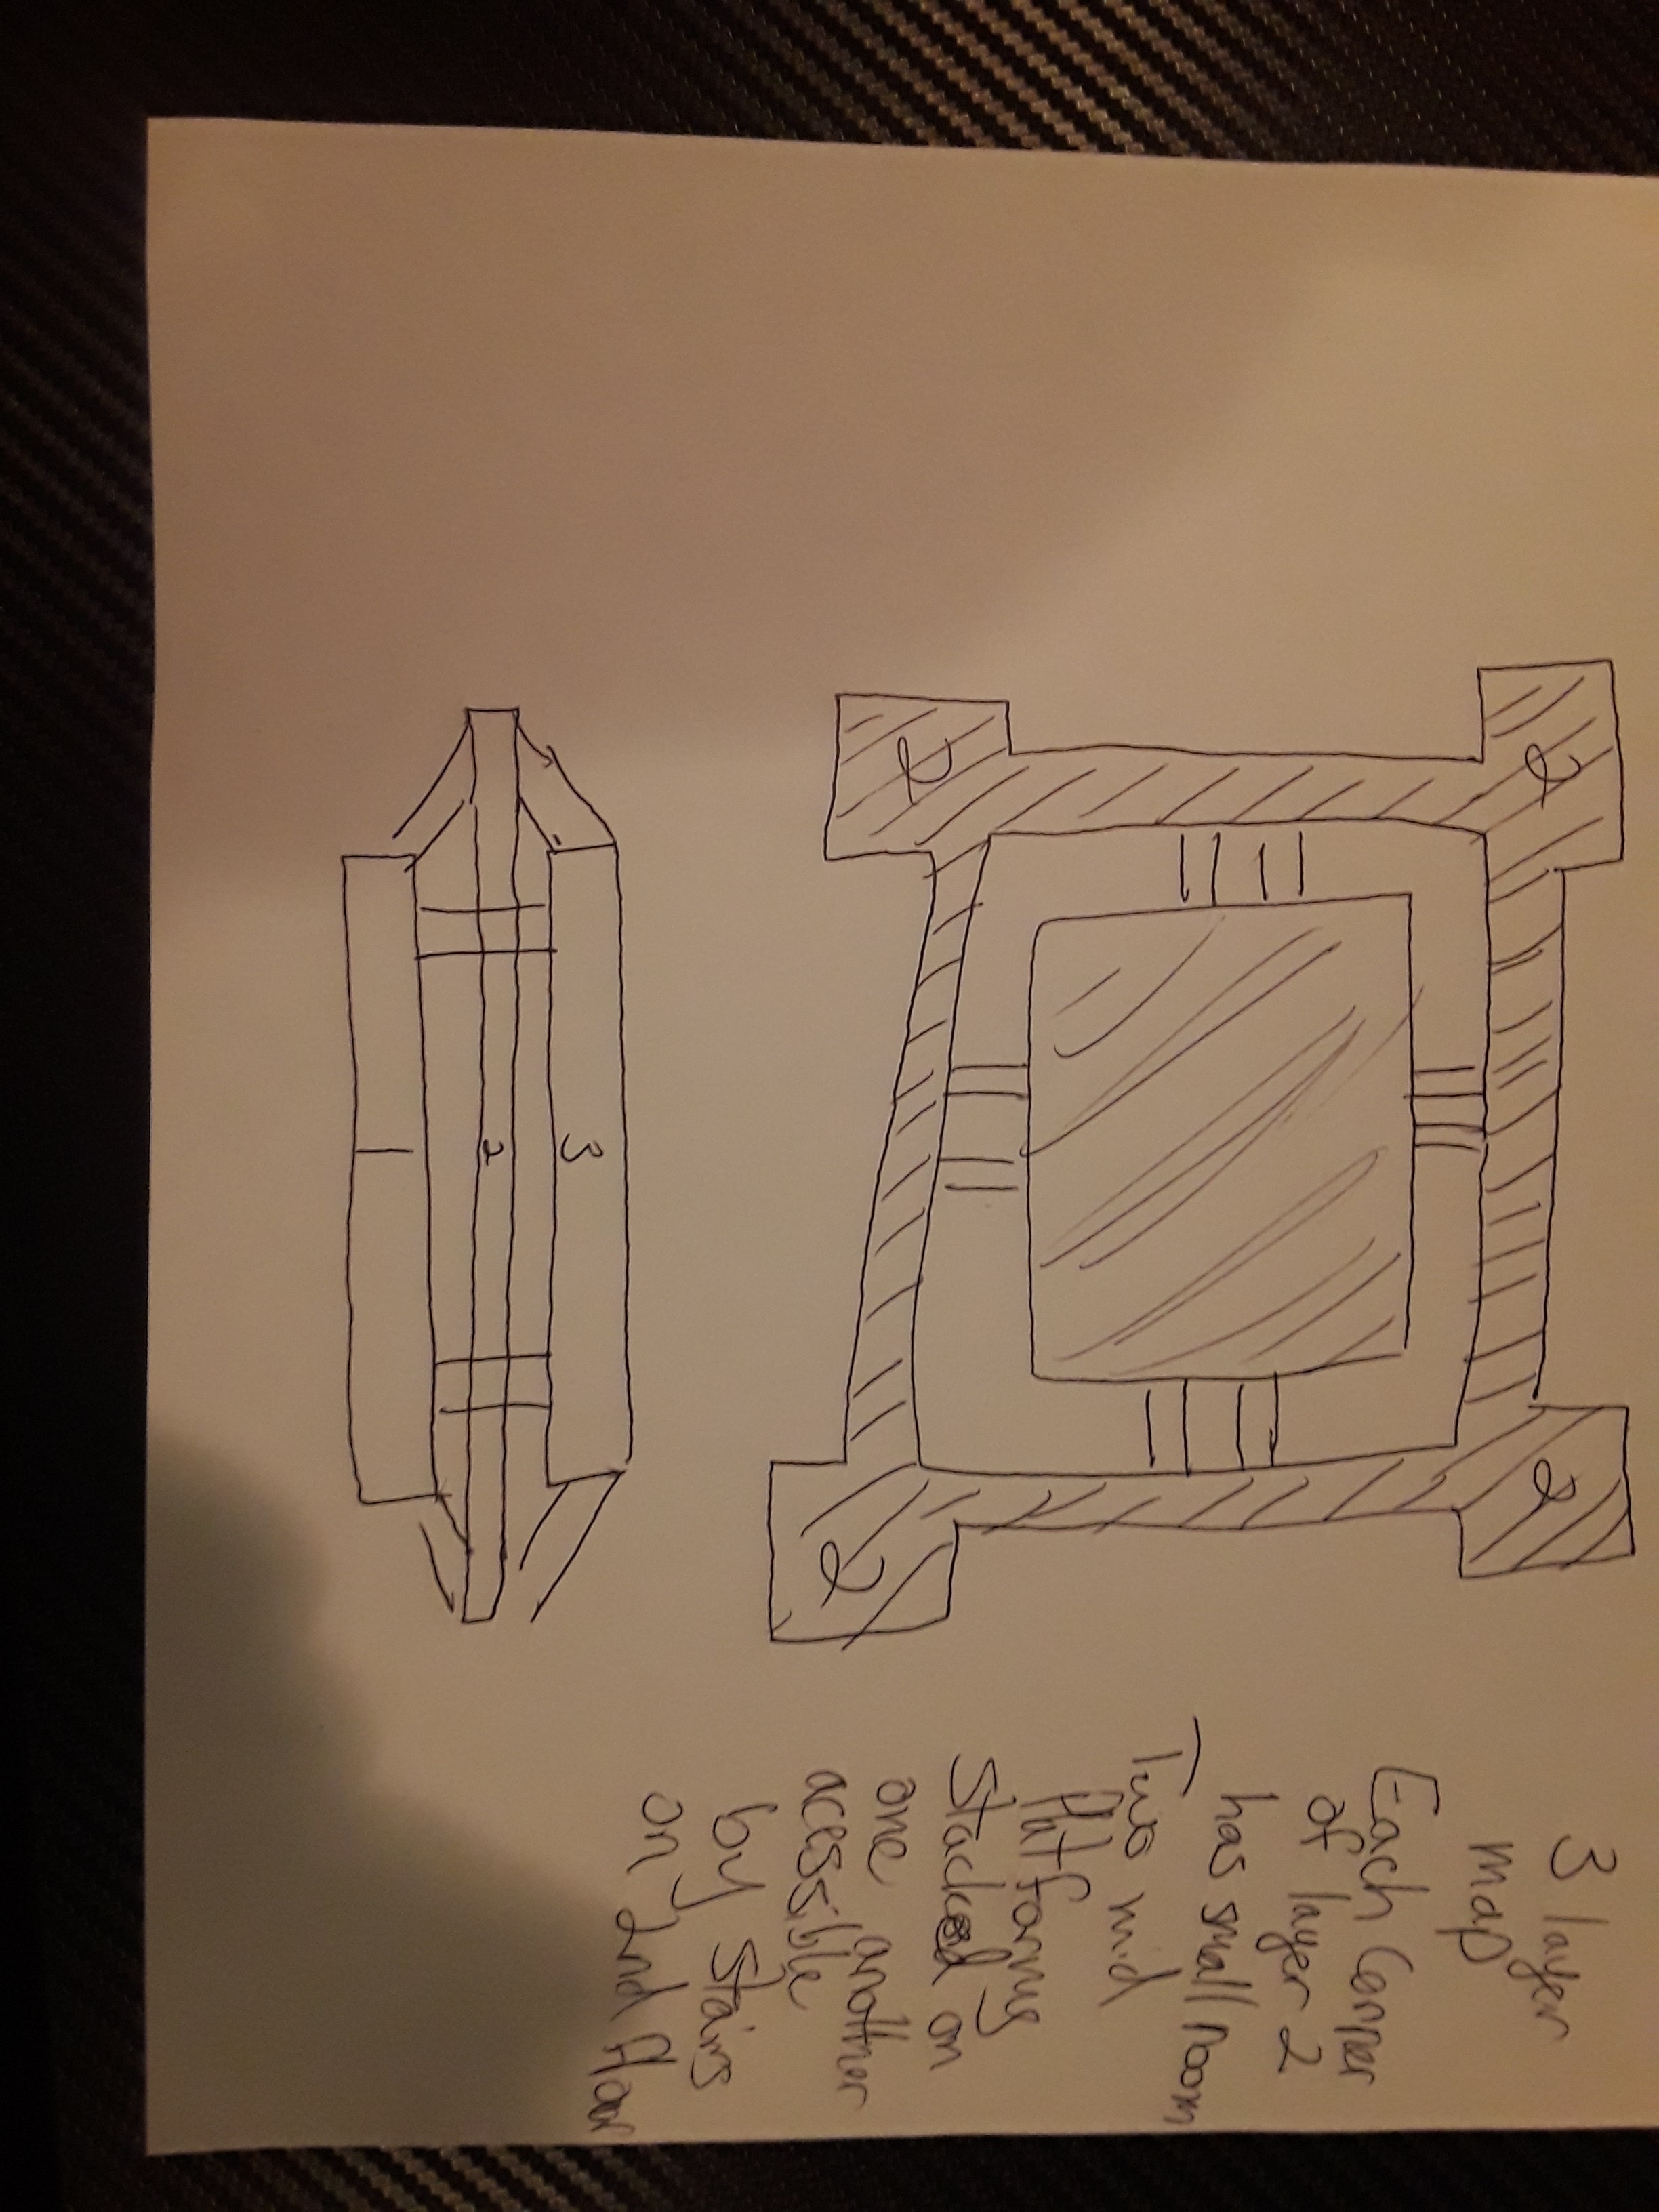 3 layer
map
Each Corner
of layer 2
has small room
Two mid
Platforms
Stacked on
one another
acessible
by stairs
on 2nd floor
2
2
2
2
3
2
1